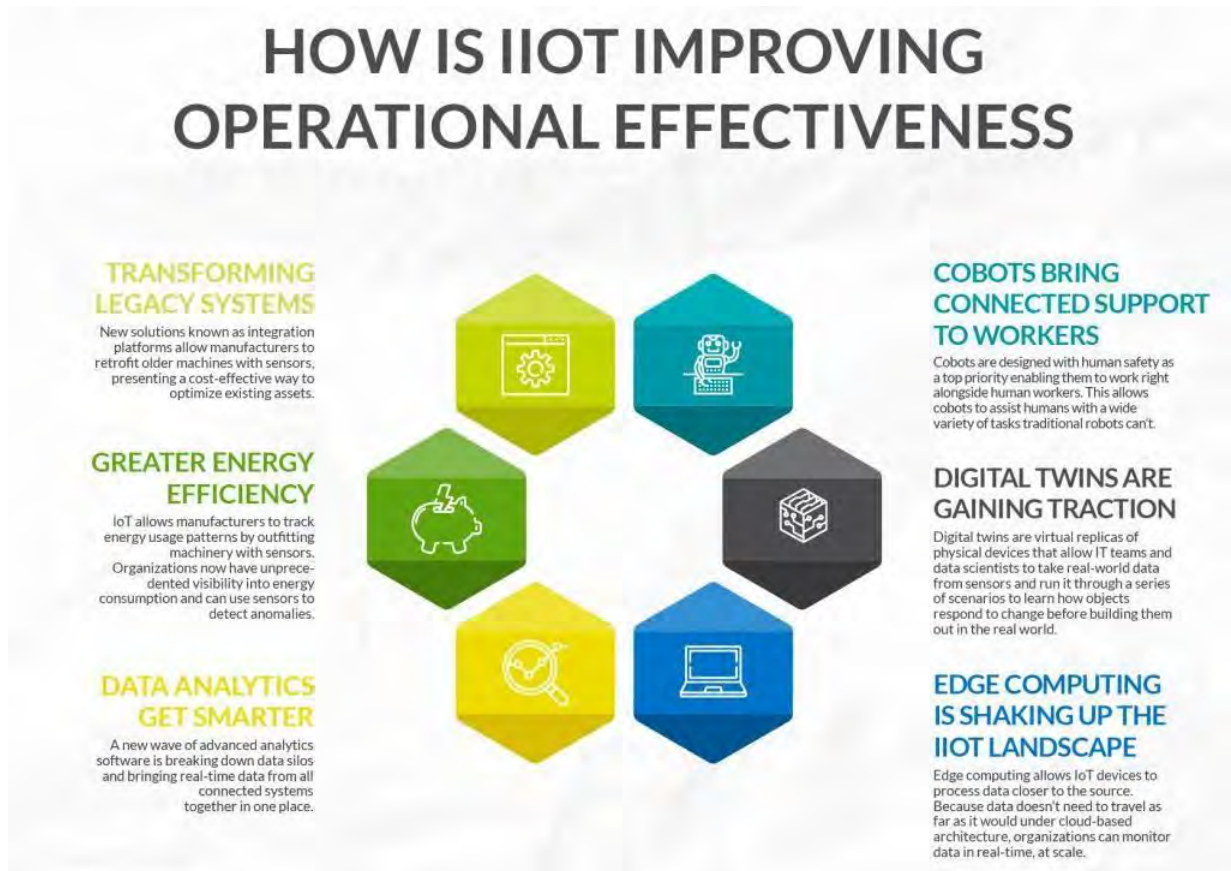 HOW IS IIOT IMPROVING
OPERATIONAL EFFECTIVENESS
TRANSFORMING
LEGACY SYSTEMS
New solutions known as integration
platforms allow manufacturers to
retrofit older machines with sensors,
presenting a cost-effective way to
optimize existing assets.
GREATER ENERGY
EFFICIENCY
IoT allows manufacturers to track
energy usage patterns by outfitting
machinery with sensors.
Organizations now have unprece-
dented visibility into energy
consumption and can use sensors to
detect anomalies.
DATA ANALYTICS
GET SMARTER
A new wave of advanced analytics
software is breaking down data silos
and bringing real-time data from all
connected systems
together in one place.
COBOTS BRING
CONNECTED SUPPORT
TO WORKERS
Cobots are designed with human safety as
a top priority enabling them to work right
alongside human workers. This allows
cobots to assist humans with a wide
variety of tasks traditional robots can't.
DIGITAL TWINS ARE
GAINING TRACTION
Digital twins are virtual replicas of
physical devices that allow IT teams and
data scientists to take real-world data
from sensors and run it through a series
of scenarios to learn how objects
respond to change before building them
out in the real world.
EDGE COMPUTING
IS SHAKING UP THE
IIOT LANDSCAPE
Edge computing allows IoT devices to
process data closer to the source.
Because data doesn't need to travel as
far as it would under cloud-based
architecture, organizations can monitor
data in real-time, at scale.